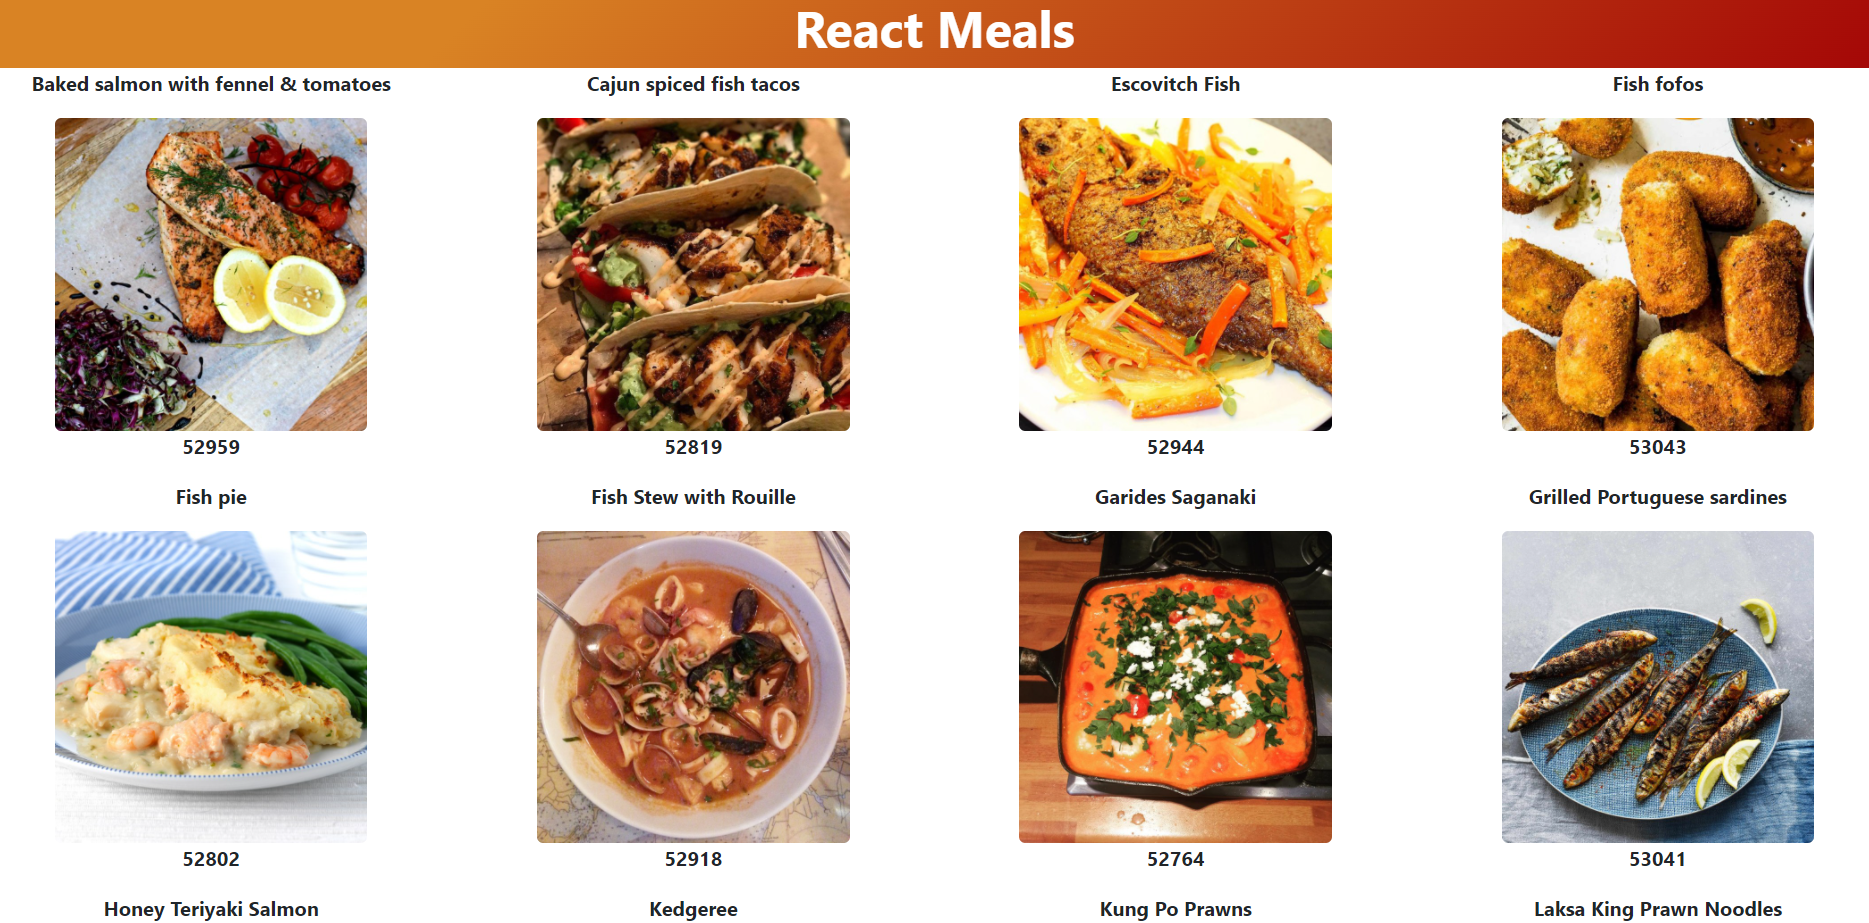 React Meals
Baked salmon with fennel & tomatoes
Cajun spiced fish tacos
Escovitch Fish
Fish fofos
52959
52819
52944
53043
Fish pie
Fish Stew with Rouille
Garides Saganaki
Grilled Portuguese sardines
52802
52918
52764
53041
Honey Teriyaki Salmon
Kedgeree
Kung Po Prawns
Laksa King Prawn Noodles